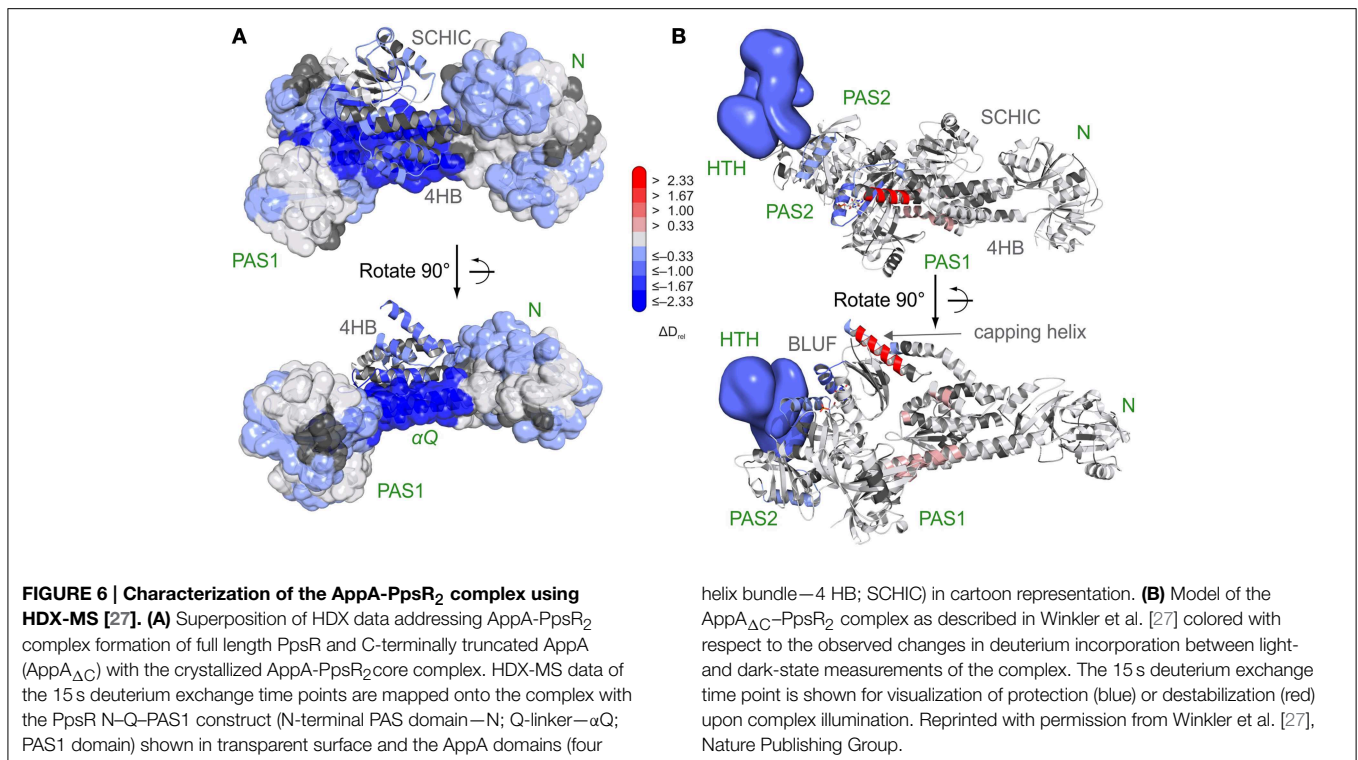 A
SCHIC
N
4HB
PAS1
Rotate 90°
4HB
N
αQ
PAS1
> 2.33
> 1.67
> 1.00
> 0.33
≤–0.33
≤–1.00
≤–1.67
≤–2.33
ΔD_rel
B
PAS2
SCHIC
N
HTH
PAS2
4HB
PAS1
Rotate 90°
capping helix
HTH
BLUF
N
PAS2
PAS1
FIGURE 6 | Characterization of the AppA-PpsR₂ complex using
HDX-MS [27]. (A) Superposition of HDX data addressing AppA-PpsR₂
complex formation of full length PpsR and C-terminally truncated AppA
(AppA_ΔC) with the crystallized AppA-PpsR₂core complex. HDX-MS data of
the 15 s deuterium exchange time points are mapped onto the complex with
the PpsR N–Q–PAS1 construct (N-terminal PAS domain—N; Q-linker—αQ;
PAS1 domain) shown in transparent surface and the AppA domains (four
helix bundle—4 HB; SCHIC) in cartoon representation. (B) Model of the
AppA_ΔC–PpsR₂ complex as described in Winkler et al. [27] colored with
respect to the observed changes in deuterium incorporation between light-
and dark-state measurements of the complex. The 15 s deuterium exchange
time point is shown for visualization of protection (blue) or destabilization (red)
upon complex illumination. Reprinted with permission from Winkler et al. [27],
Nature Publishing Group.